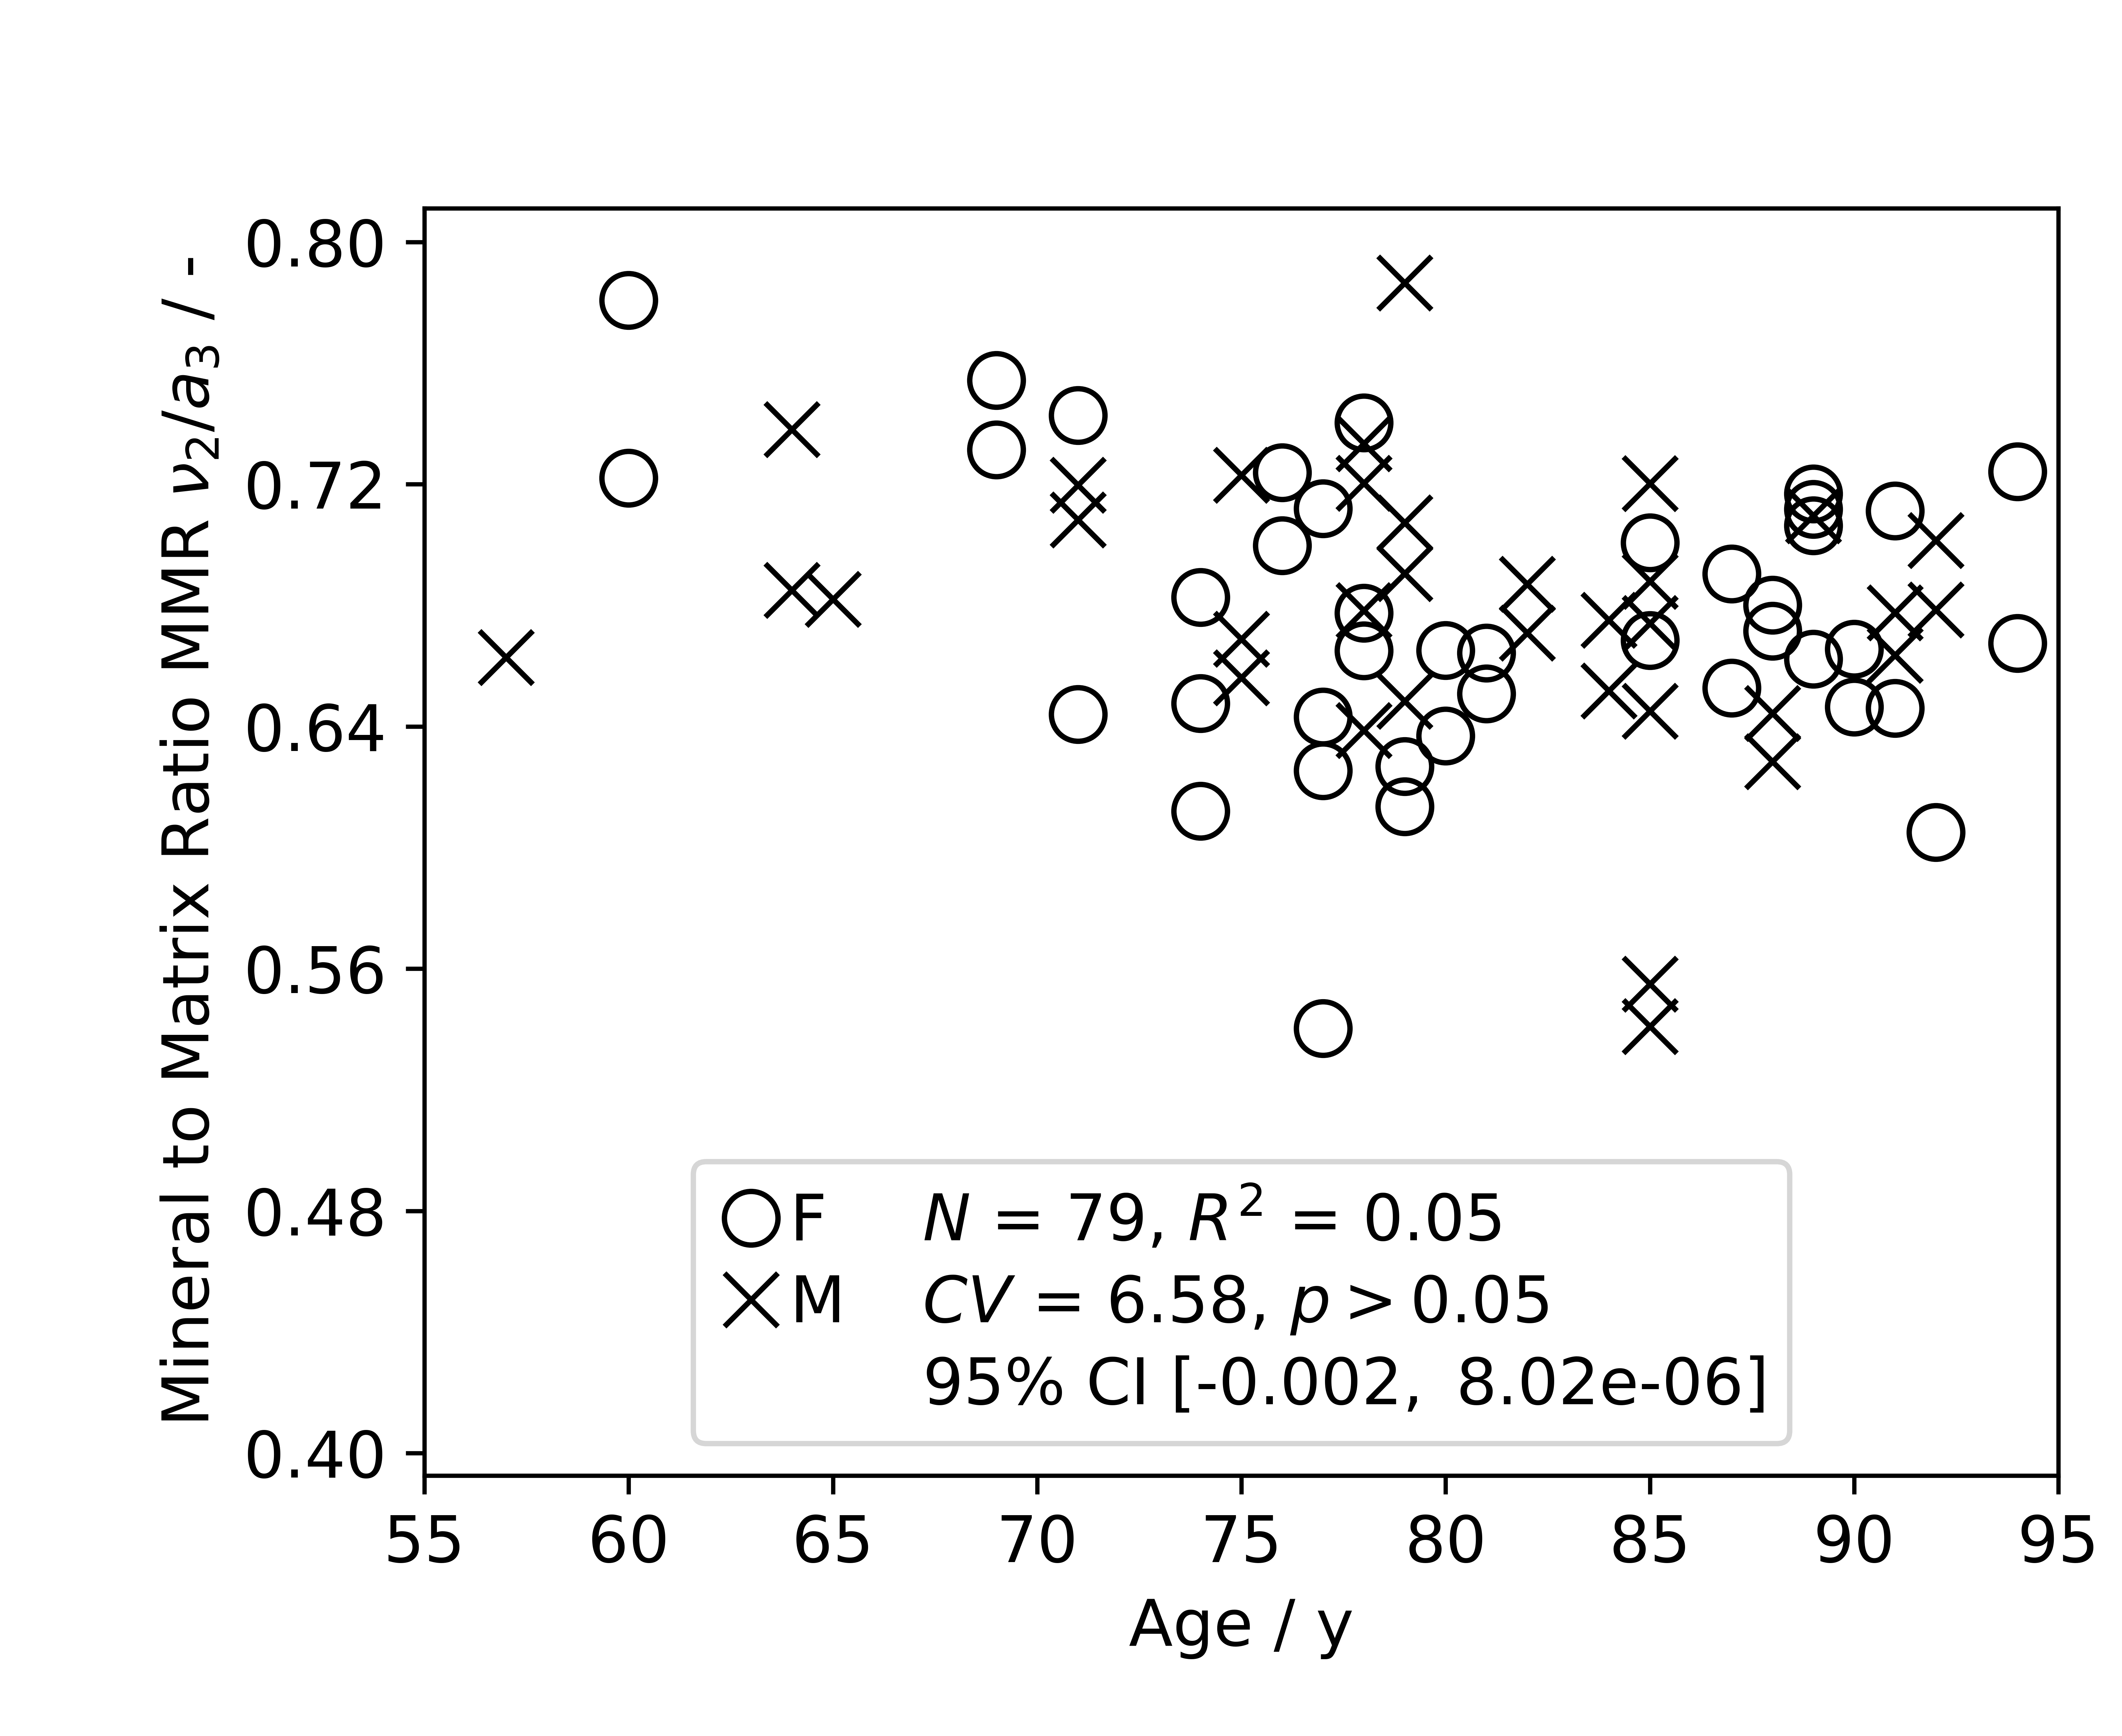 Mineral to Matrix Ratio MMR ν₂/a₃ / -
0.80
0.72
0.64
0.56
0.48
0.40
F N = 79, R² = 0.05
M CV = 6.58, p > 0.05
95% CI [-0.002, 8.02e-06]
55 60 65 70 75 80 85 90 95
Age / y